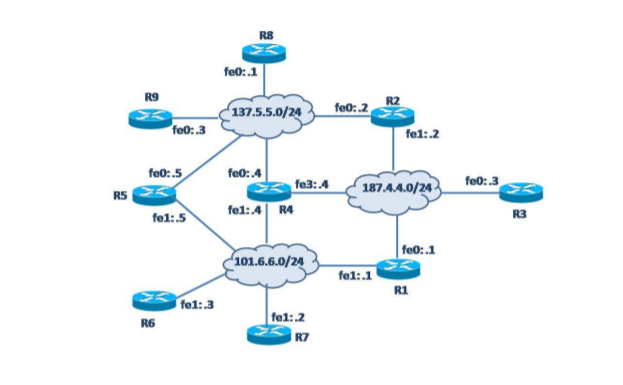 R8
fe0:.1
R9
137.5.5.0/24
fe0:.2
R2
fe0:.3
fe1:.2
fe0:.5
fe0:.4
R5
fe3:.4
187.4.4.0/24
fe0:.3
fe1:.5
fe1:.4
R4
R3
101.6.6.0/24
fe0:.1
fe1:.1
R1
fe1:.3
R6
fe1:.2
R7